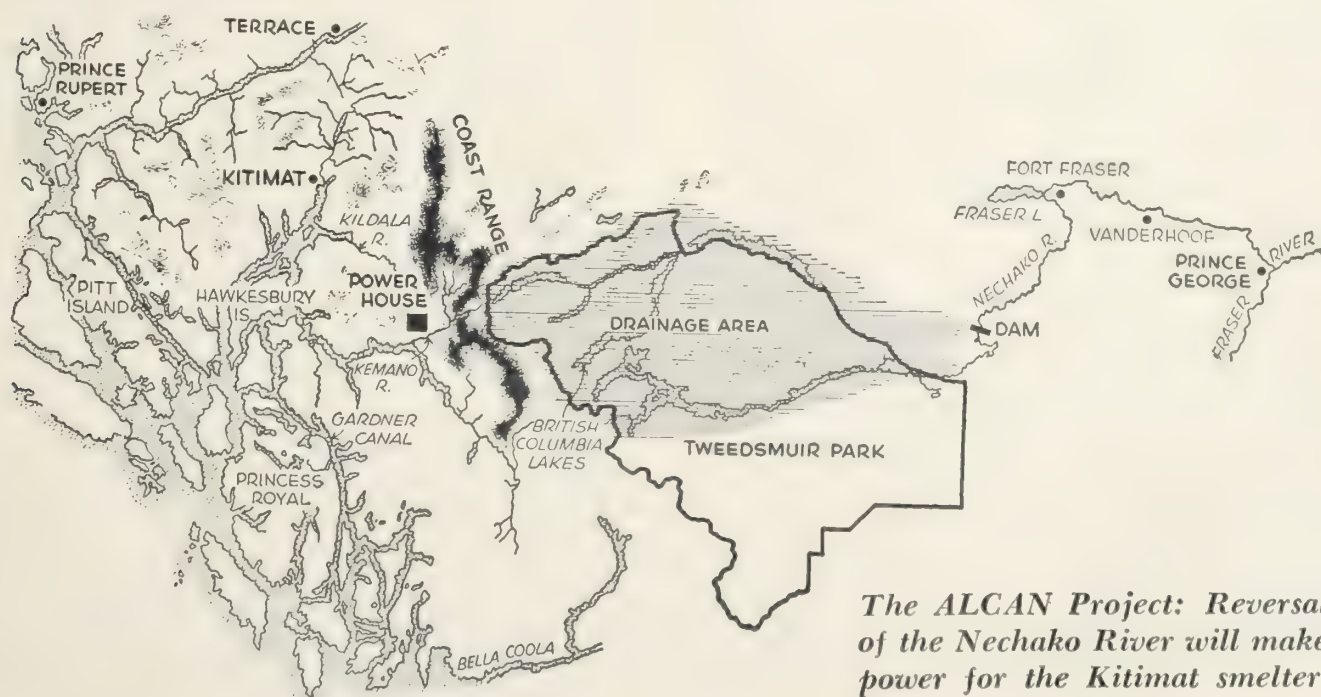 TERRACE
PRINCE
RUPERT
KITIMAT
COAST RANGE
KILDALA
R.
POWER
HOUSE
PITT
ISLAND
HAWKESBURY
IS.
KEMANO
R.
GARDNER
CANAL
PRINCESS
ROYAL
BRITISH
COLUMBIA
LAKES
BELLA COOLA
DRAINAGE AREA
TWEEDSMUIR PARK
FORT FRASER
FRASER L
VANDERHOOF
NECHAKO R.
DAM
PRINCE
GEORGE
RIVER
FRASER
The ALCAN Project: Reversal
of the Nechako River will make
power for the Kitimat smelter